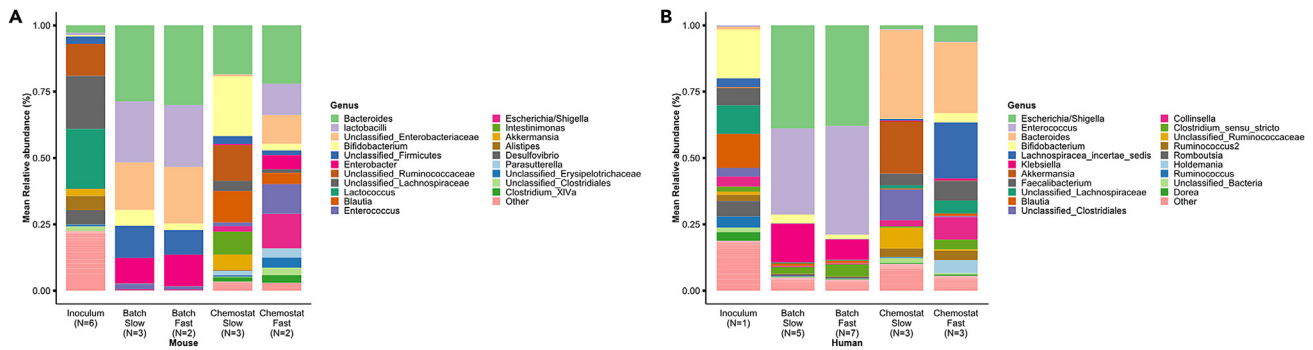 A
Mean Relative abundance (%)
1.00
0.75
0.50
0.25
0.00
Inoculum
(N=6)
Batch
Slow
(N=3)
Batch
Fast
(N=2)
Chemostat
Slow
(N=3)
Chemostat
Fast
(N=2)
Mouse
Genus
Bacteroides
lactobacilli
Unclassified_Enterobacteriaceae
Bifidobacterium
Unclassified_Firmicutes
Enterobacter
Unclassified_Ruminococcaceae
Unclassified_Lachnospiraceae
Lactococcus
Blautia
Enterococcus
Escherichia/Shigella
Intestinimonas
Akkermansia
Alistipes
Desulfovibrio
Parasutterella
Unclassified_Erysipelotrichaceae
Unclassified_Clostridiales
Clostridium_XIVa
Other
B
Mean Relative abundance (%)
1.00
0.75
0.50
0.25
0.00
Inoculum
(N=1)
Batch
Slow
(N=5)
Batch
Fast
(N=7)
Chemostat
Slow
(N=3)
Chemostat
Fast
(N=3)
Human
Genus
Escherichia/Shigella
Enterococcus
Bacteroides
Bifidobacterium
Lachnospiracea_incertae_sedis
Klebsiella
Akkermansia
Faecalibacterium
Unclassified_Lachnospiraceae
Blautia
Unclassified_Clostridiales
Collinsella
Clostridium_sensu_stricto
Unclassified_Ruminococcaceae
Ruminococcus2
Romboutsia
Holdemania
Ruminococcus
Unclassified_Bacteria
Dorea
Other